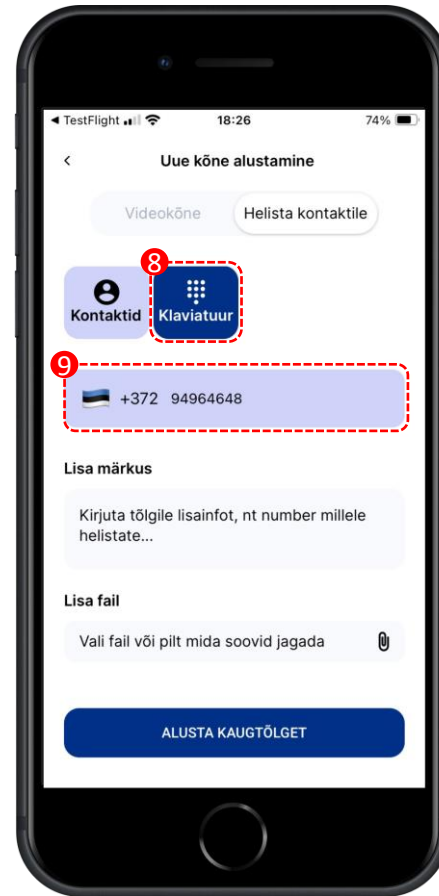 ◀ TestFlight 18:26 74%
< Uue kõne alustamine
Videokõne Helista kontaktile
8
Kontaktid Klaviatuur
9
+372 94964648
Lisa märkus
Kirjuta tõlgile lisainfot, nt number millele
helistate...
Lisa fail
Vali fail või pilt mida soovid jagada
ALUSTA KAUGTÕLGET